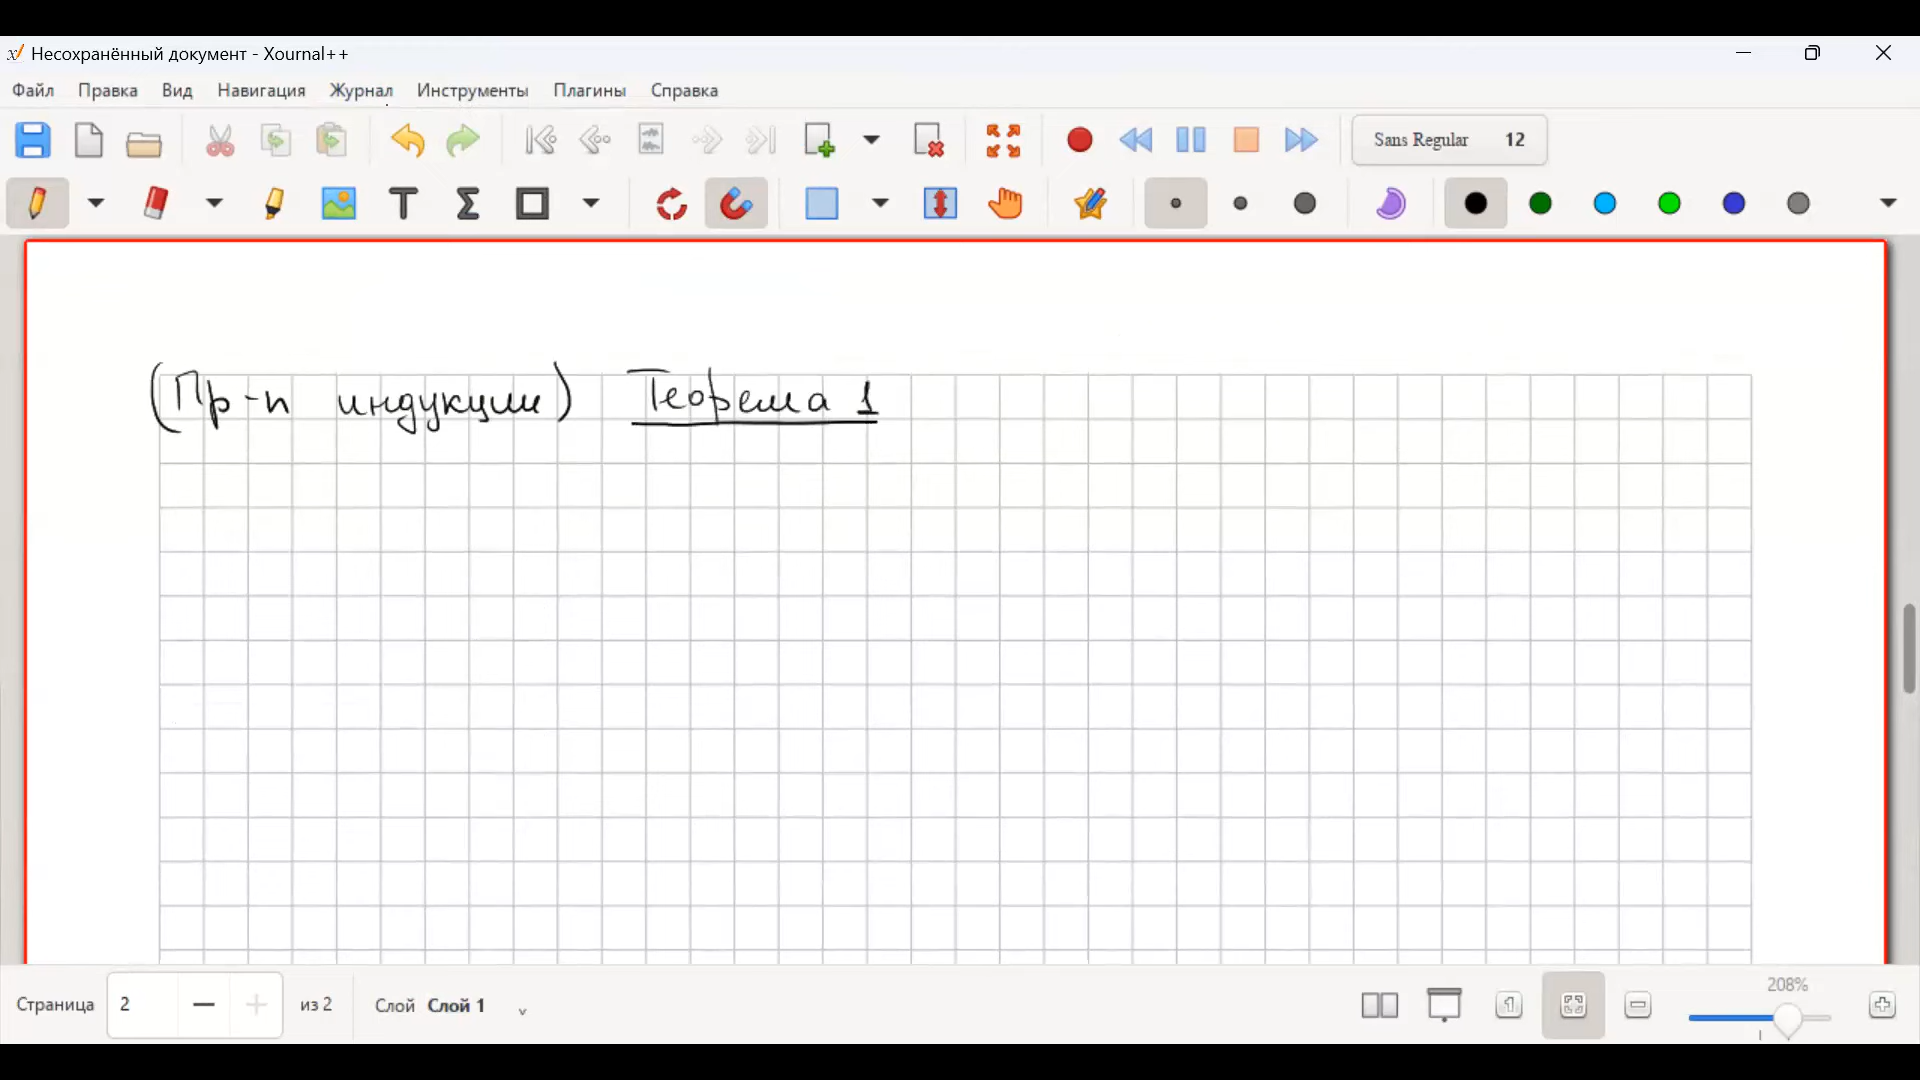 Несохранённый документ - Xournal++
Файл Правка Вид Навигация Журнал Инструменты Плагины Справка
Sans Regular 12
(Пр-п индукции) Теорема 1
208%
Страница 2 из 2 Слой Слой 1